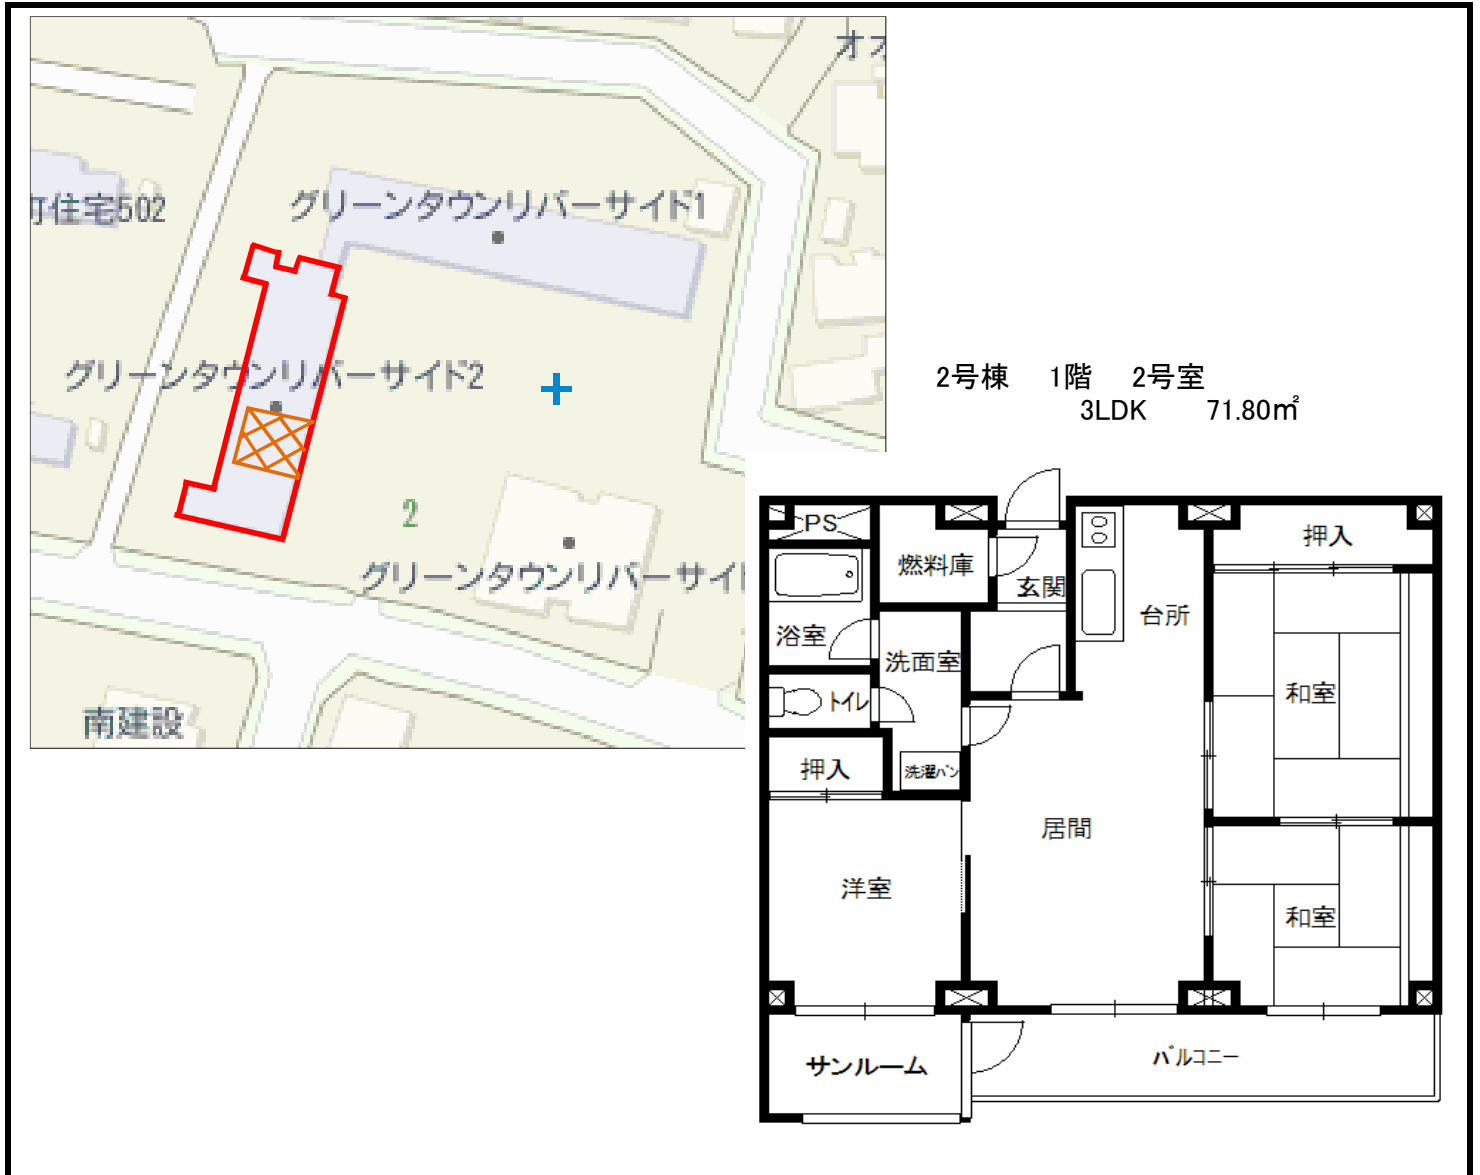 オオ
町住宅502
グリーンタウンリバーサイド1
グリーンタウンリバーサイド2
2
グリーンタウンリバーサイ
南建設
2号棟 1階 2号室
3LDK 71.80㎡
PS
燃料庫
玄関
押入
台所
浴室
洗面室
和室
トイレ
押入
洗濯パン
居間
洋室
和室
サンルーム
バルコニー